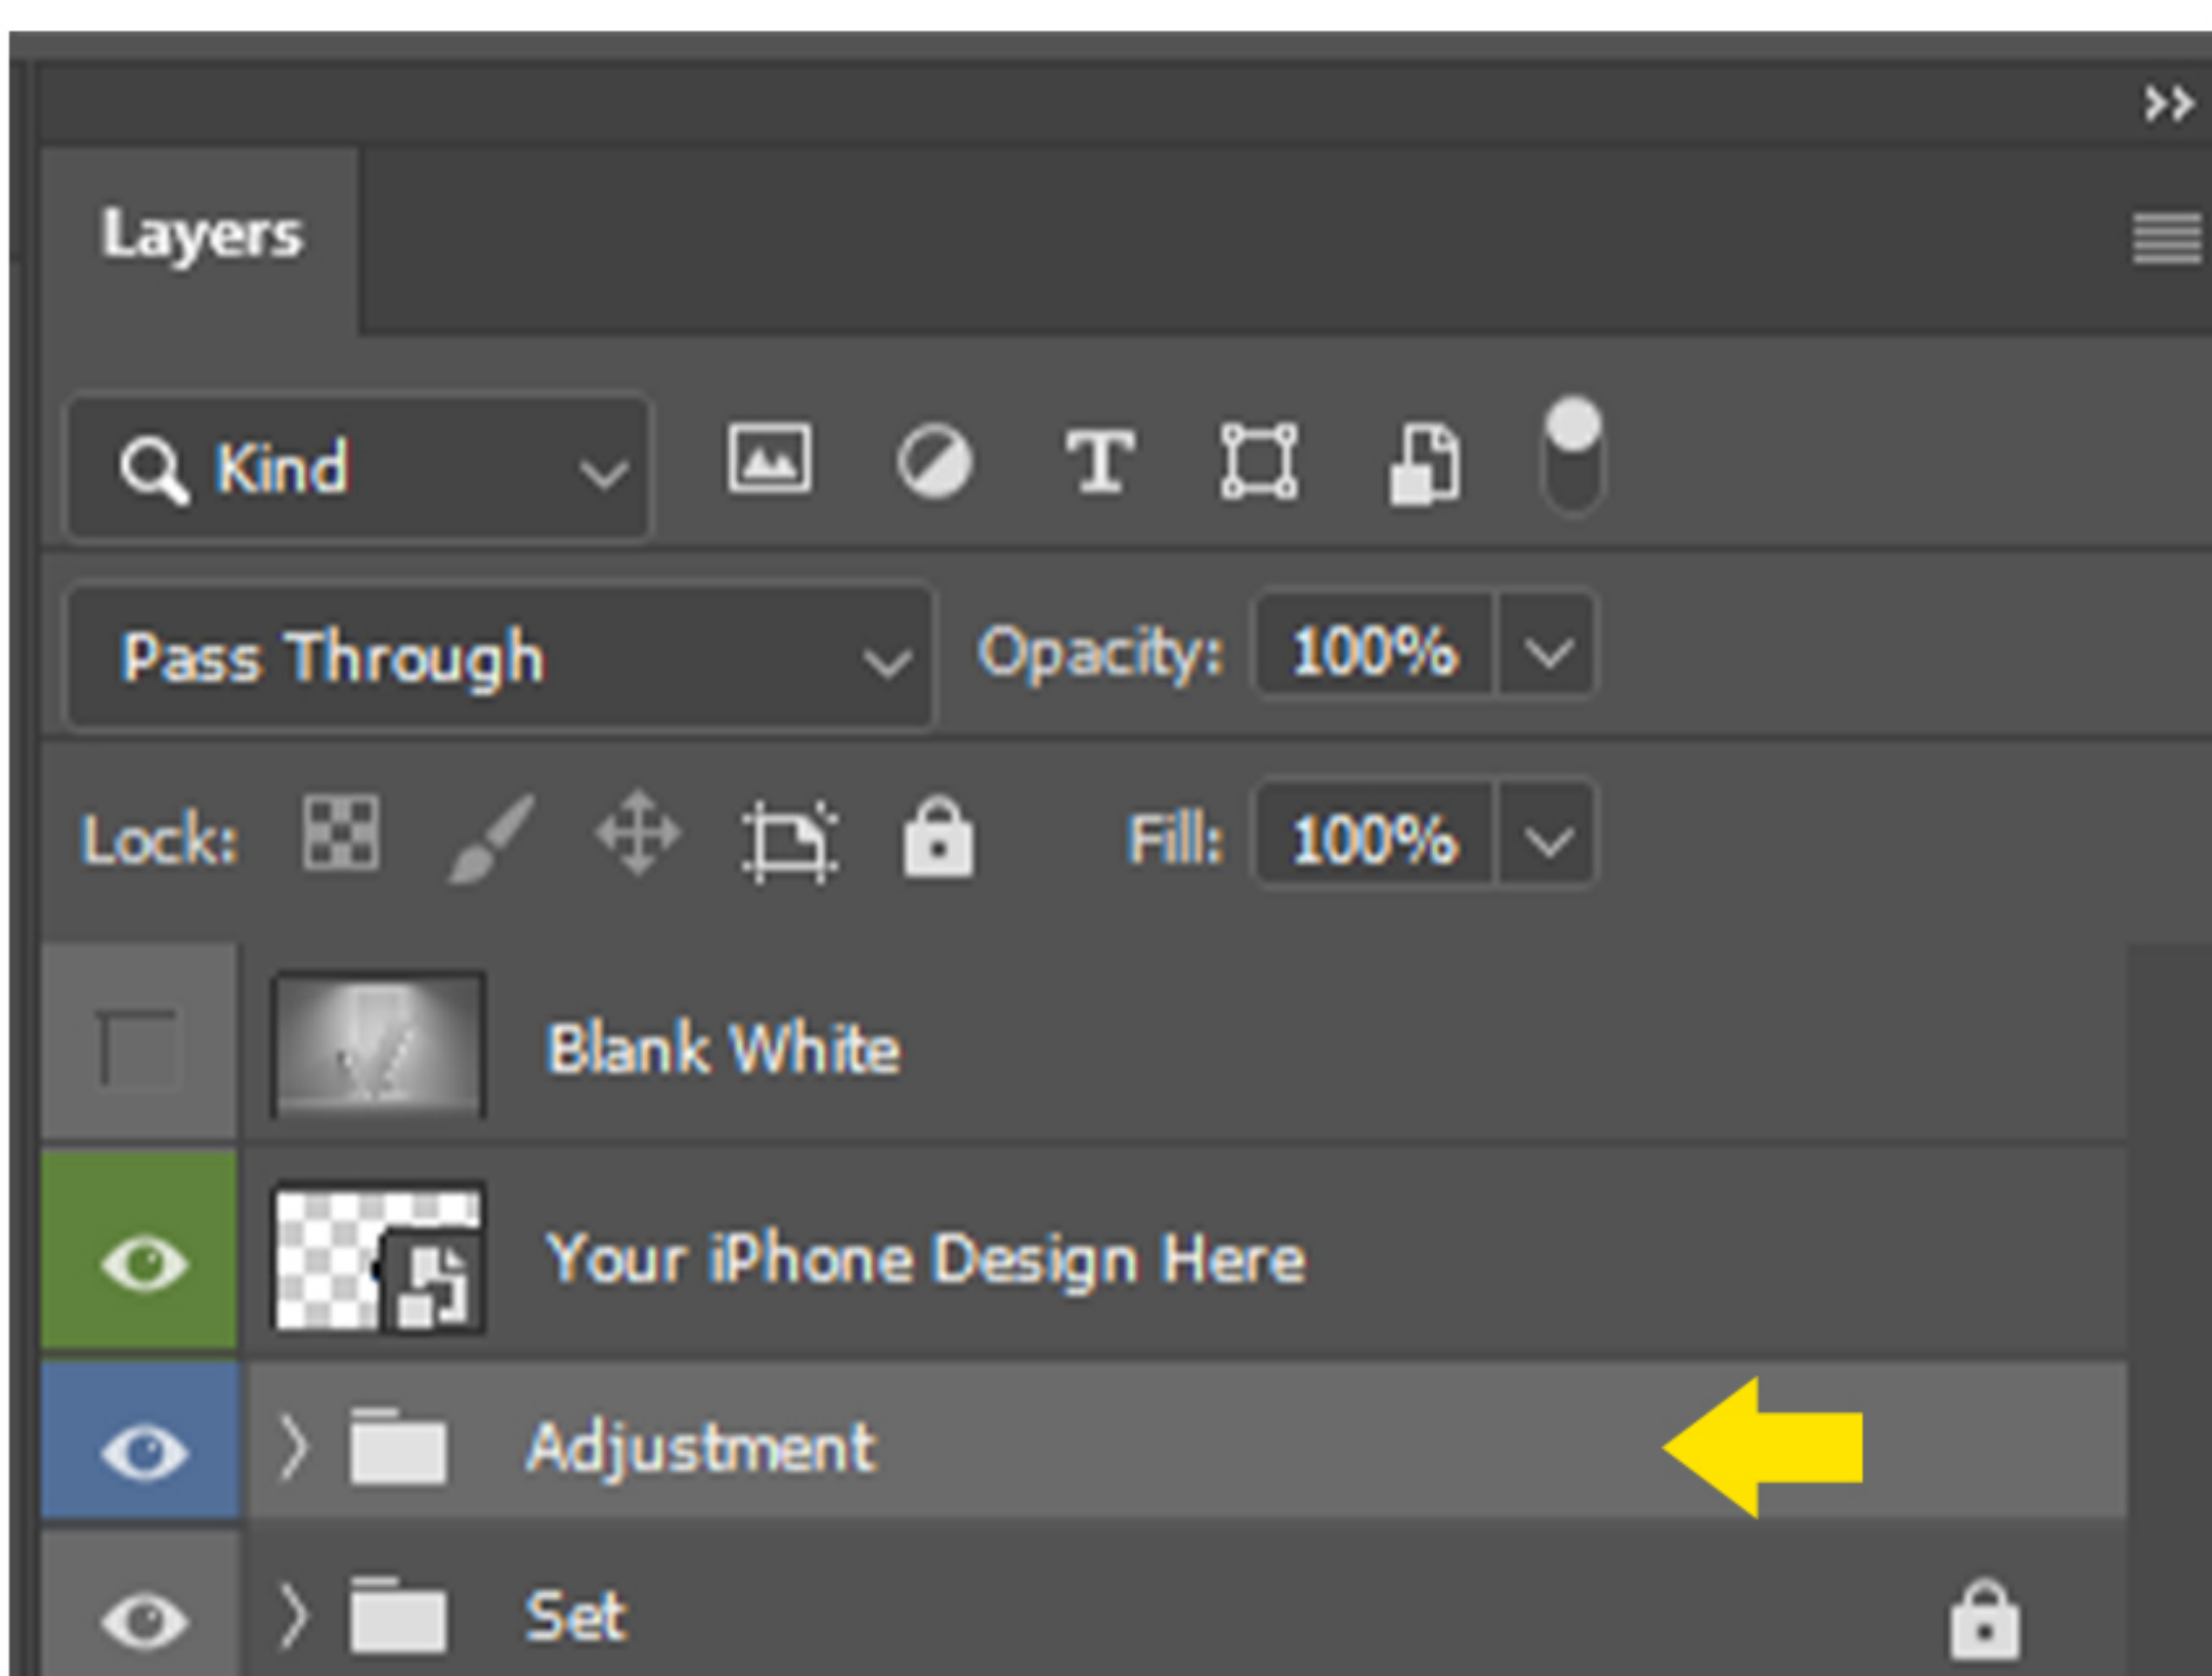 Layers
Kind
Pass Through Opacity: 100%
Lock: Fill: 100%
Blank White
Your iPhone Design Here
Adjustment
Set